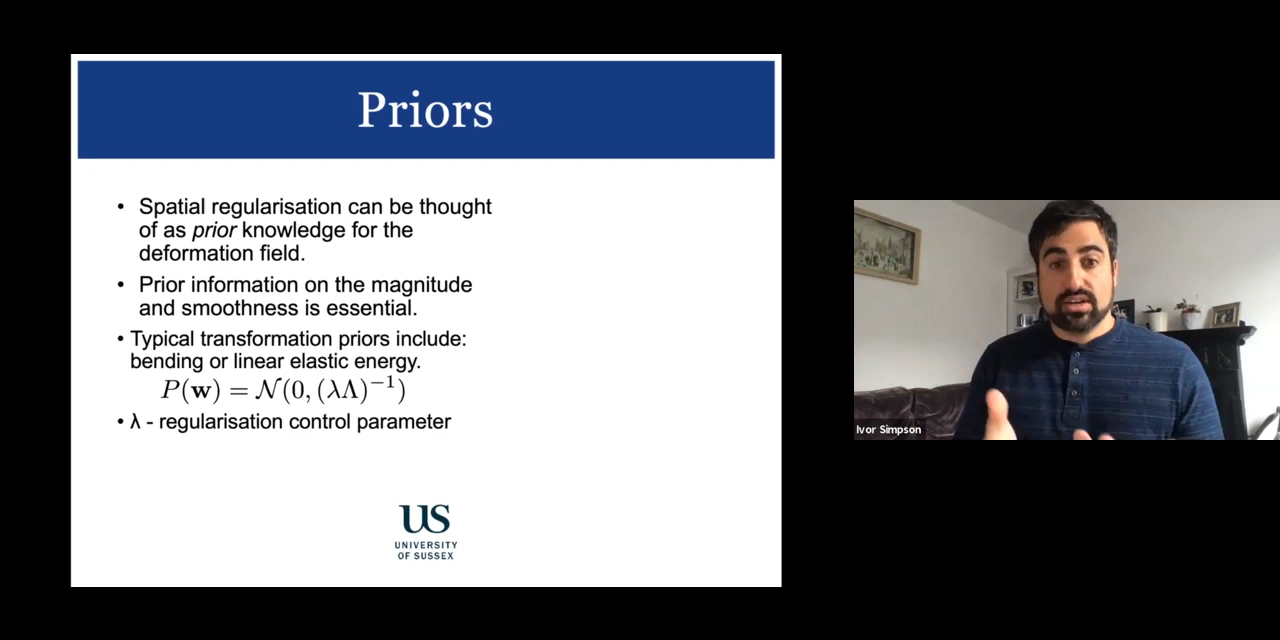 Priors
• Spatial regularisation can be thought
of as prior knowledge for the
deformation field.
• Prior information on the magnitude
and smoothness is essential.
• Typical transformation priors include:
bending or linear elastic energy.
P(w) = 𝒩(0, (λΛ)⁻¹)
• λ - regularisation control parameter
US
UNIVERSITY
OF SUSSEX
Ivor Simpson